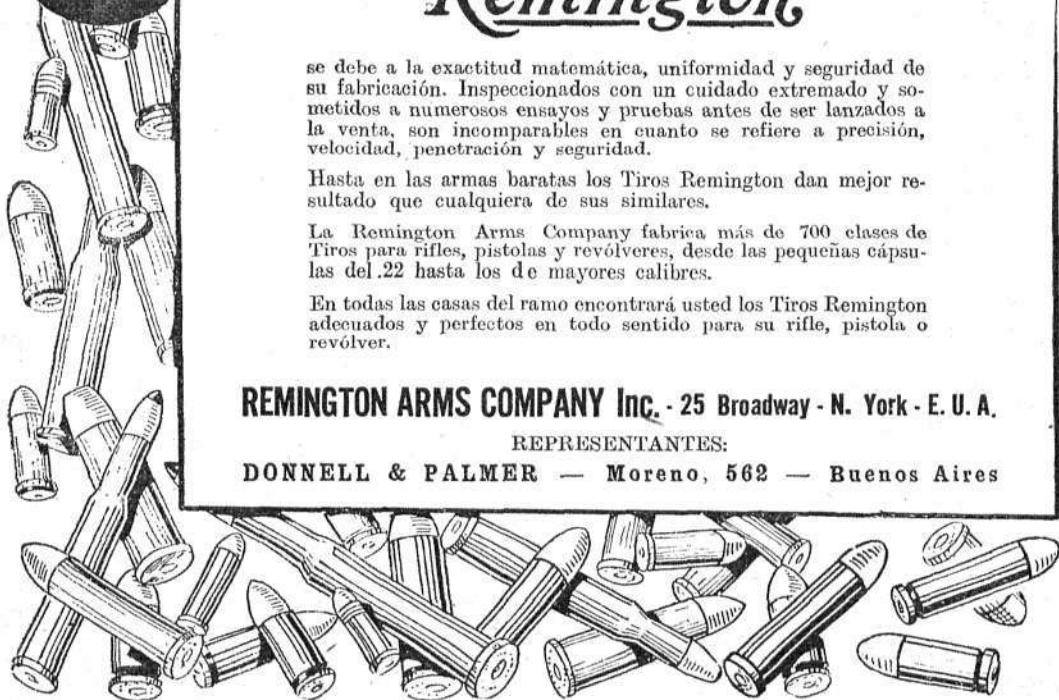 Remington
se debe a la exactitud matemática, uniformidad y seguridad de
su fabricación. Inspeccionados con un cuidado extremado y so-
metidos a numerosos ensayos y pruebas antes de ser lanzados a
la venta, son incomparables en cuanto se refiere a precisión,
velocidad, penetración y seguridad.
Hasta en las armas baratas los Tiros Remington dan mejor re-
sultado que cualquiera de sus similares.
La Remington Arms Company fabrica más de 700 clases de
Tiros para rifles, pistolas y revólveres, desde las pequeñas cápsu-
las del .22 hasta los de mayores calibres.
En todas las casas del ramo encontrará usted los Tiros Remington
adecuados y perfectos en todo sentido para su rifle, pistola o
revólver.
REMINGTON ARMS COMPANY Inc. - 25 Broadway - N. York - E. U. A.
REPRESENTANTES:
DONNELL & PALMER — Moreno, 562 — Buenos Aires